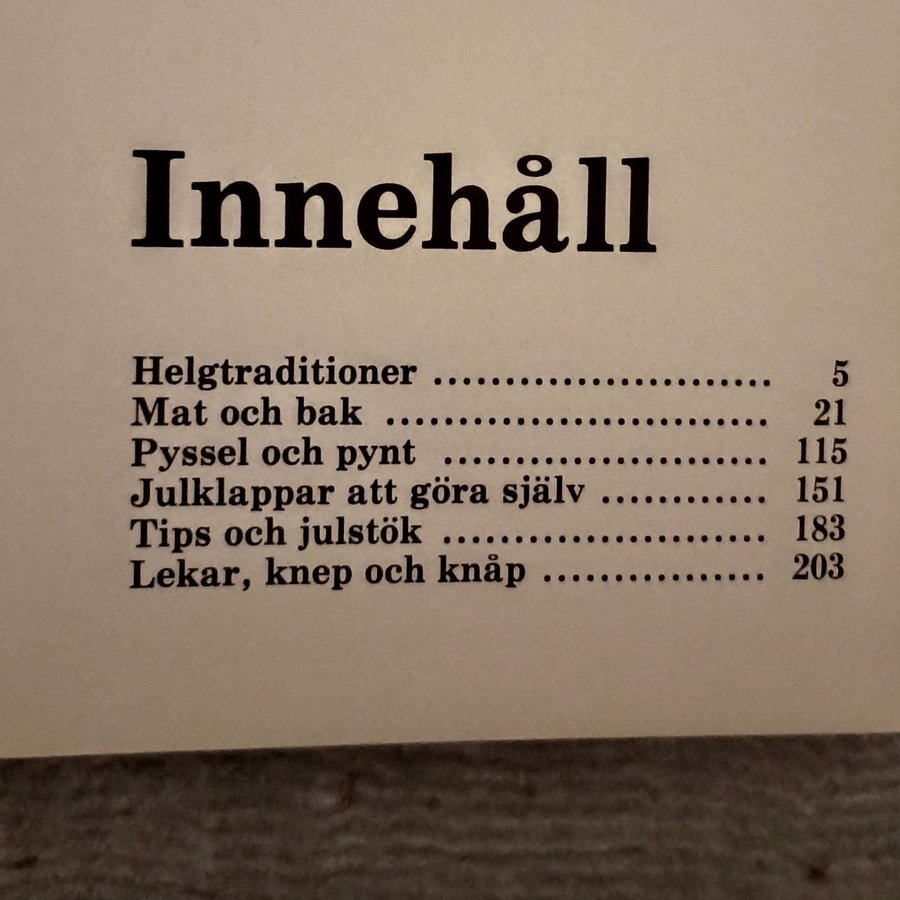 Innehåll
Helgtraditioner ........................ 5
Mat och bak ........................... 21
Pyssel och pynt ....................... 115
Julklappar att göra själv ............ 151
Tips och julstök ....................... 183
Lekar, knep och knåp ................ 203